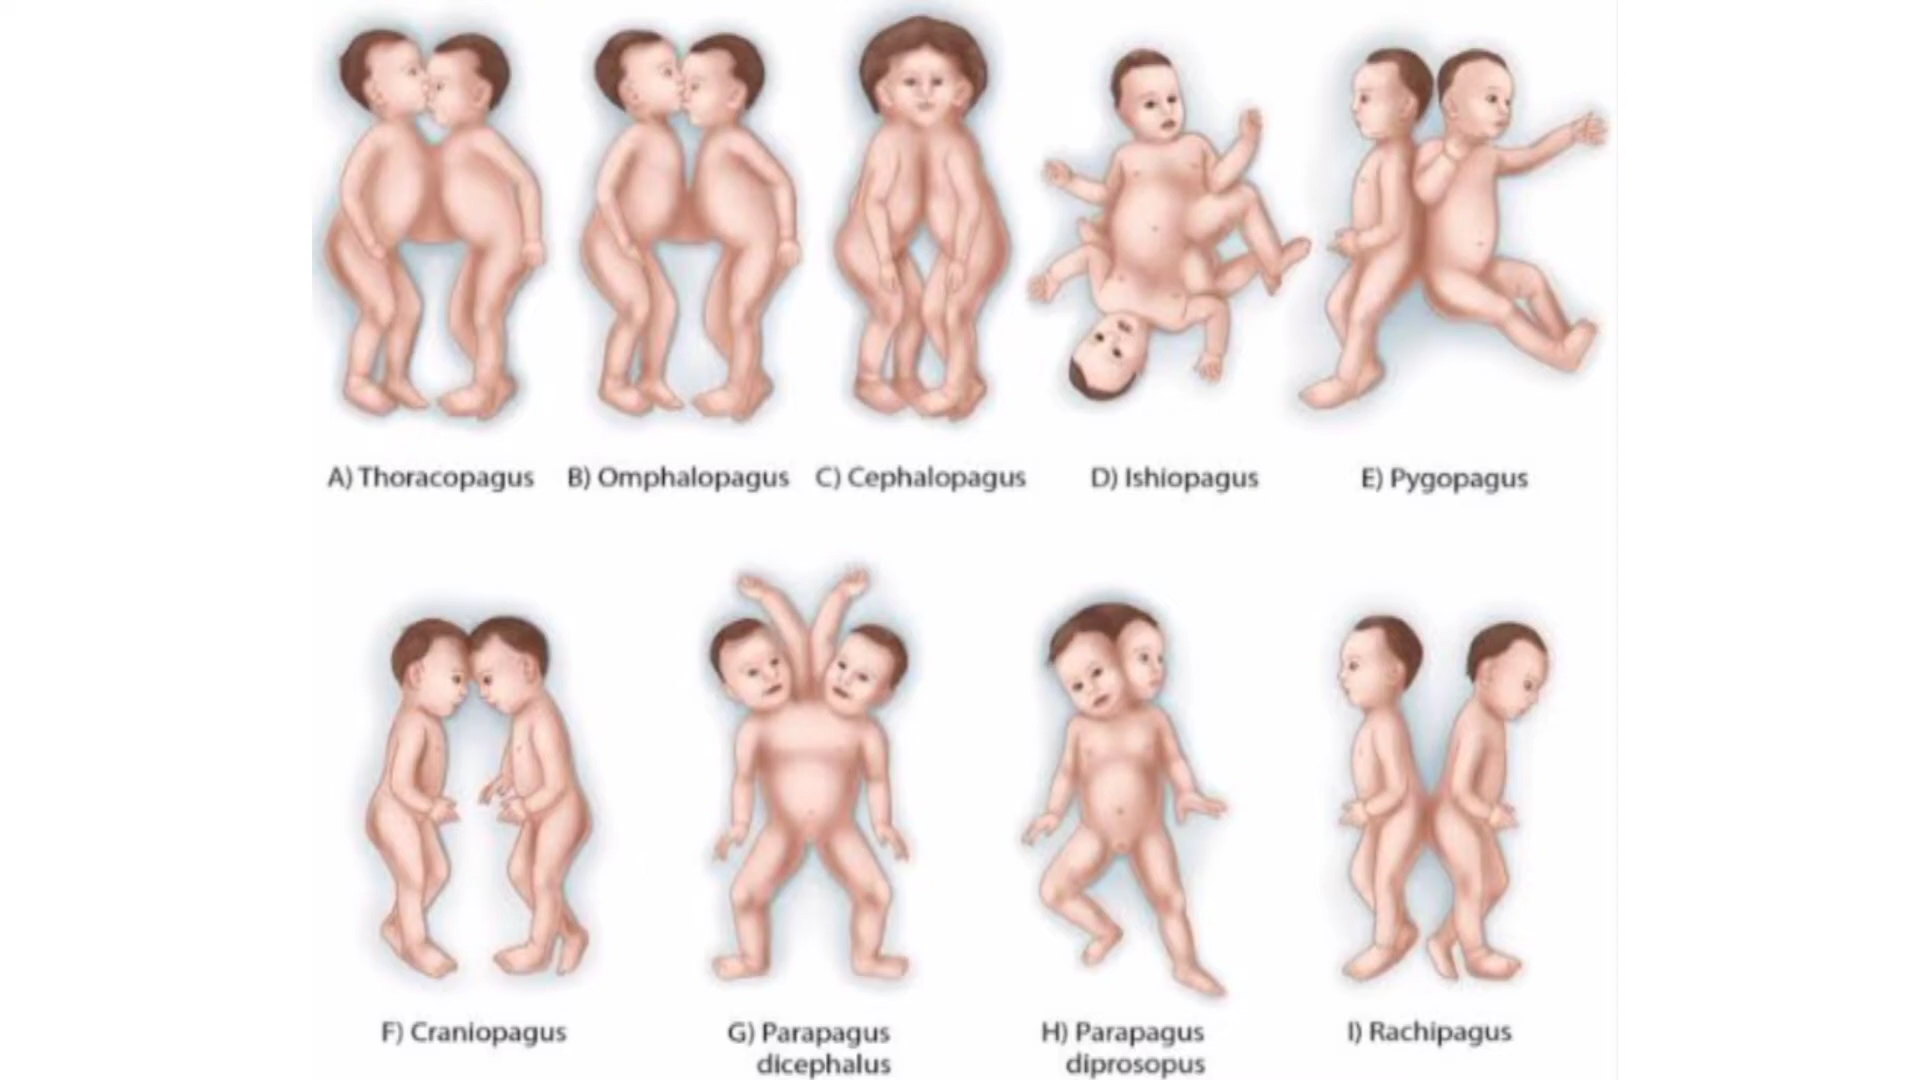 A) Thoracopagus
B) Omphalopagus
C) Cephalopagus
D) Ishiopagus
E) Pygopagus
F) Craniopagus
G) Parapagus
dicephalus
H) Parapagus
diprosopus
I) Rachipagus